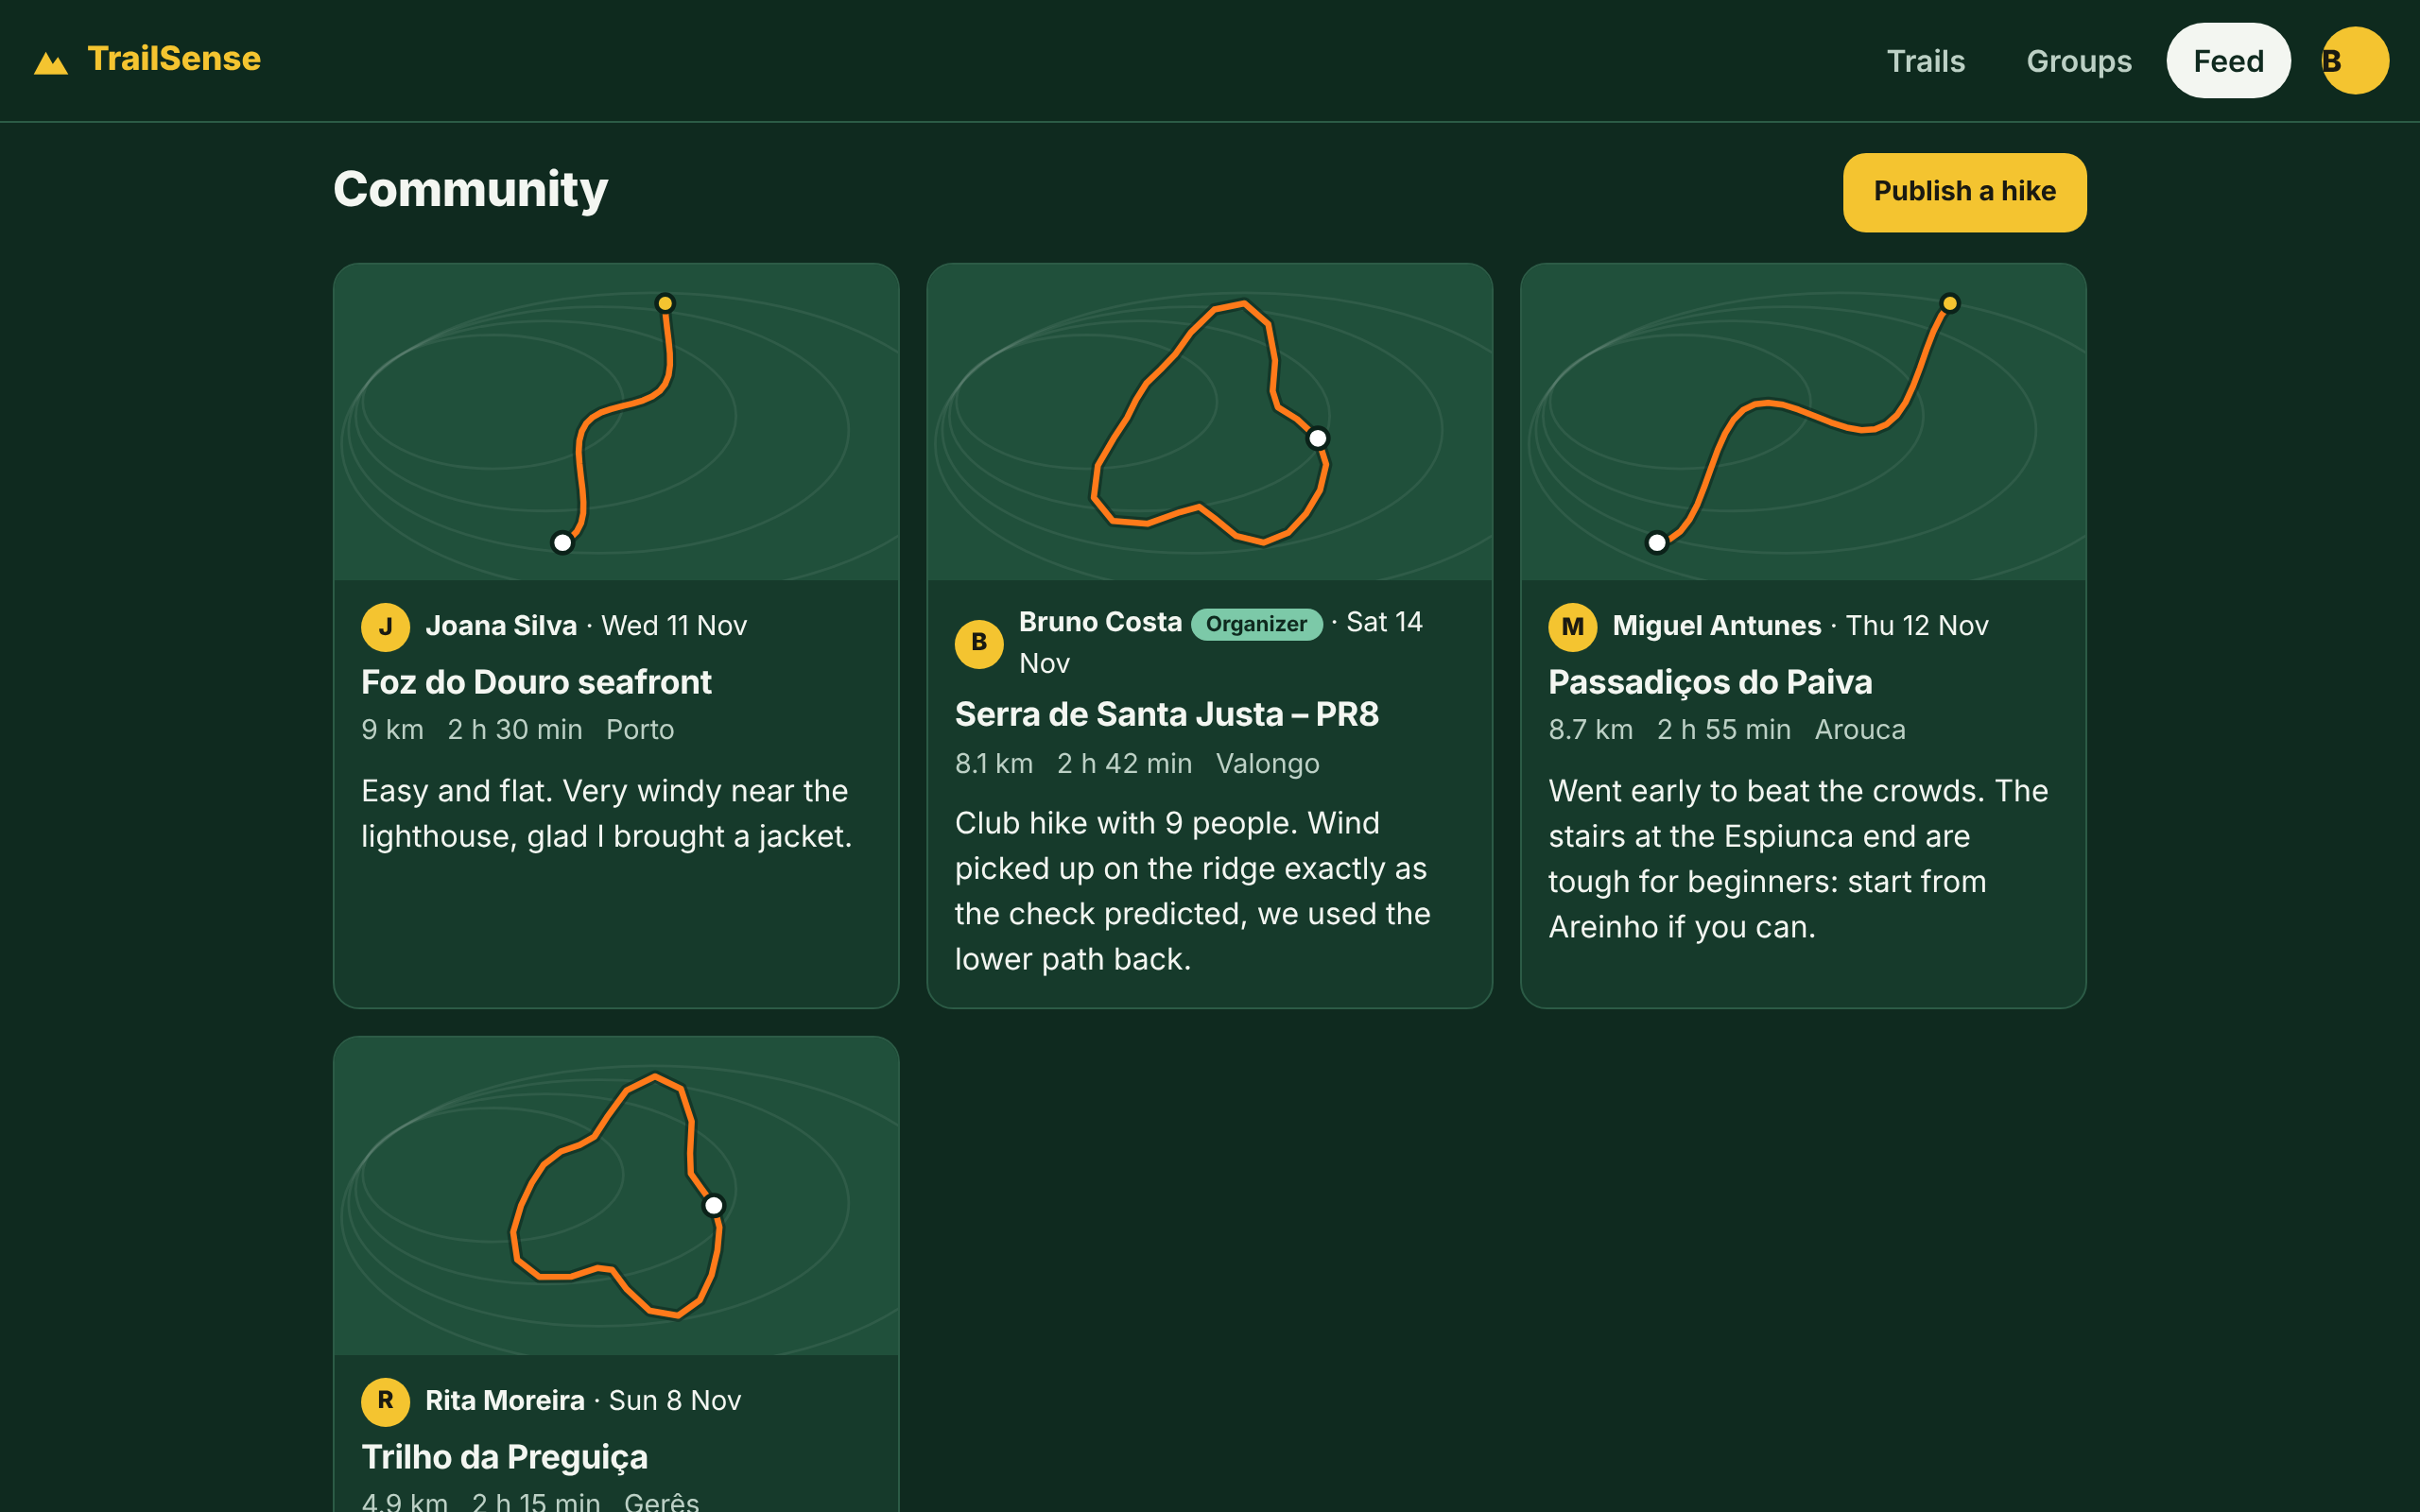 TrailSense
Trails
Groups
Feed
B
Community
Publish a hike
J
Joana Silva · Wed 11 Nov
Foz do Douro seafront
9 km 2 h 30 min Porto
Easy and flat. Very windy near the
lighthouse, glad I brought a jacket.
B
Bruno Costa Organizer · Sat 14
Nov
Serra de Santa Justa – PR8
8.1 km 2 h 42 min Valongo
Club hike with 9 people. Wind
picked up on the ridge exactly as
the check predicted, we used the
lower path back.
M
Miguel Antunes · Thu 12 Nov
Passadiços do Paiva
8.7 km 2 h 55 min Arouca
Went early to beat the crowds. The
stairs at the Espiunca end are
tough for beginners: start from
Areinho if you can.
R
Rita Moreira · Sun 8 Nov
Trilho da Preguiça
4.9 km 2 h 15 min Gerês